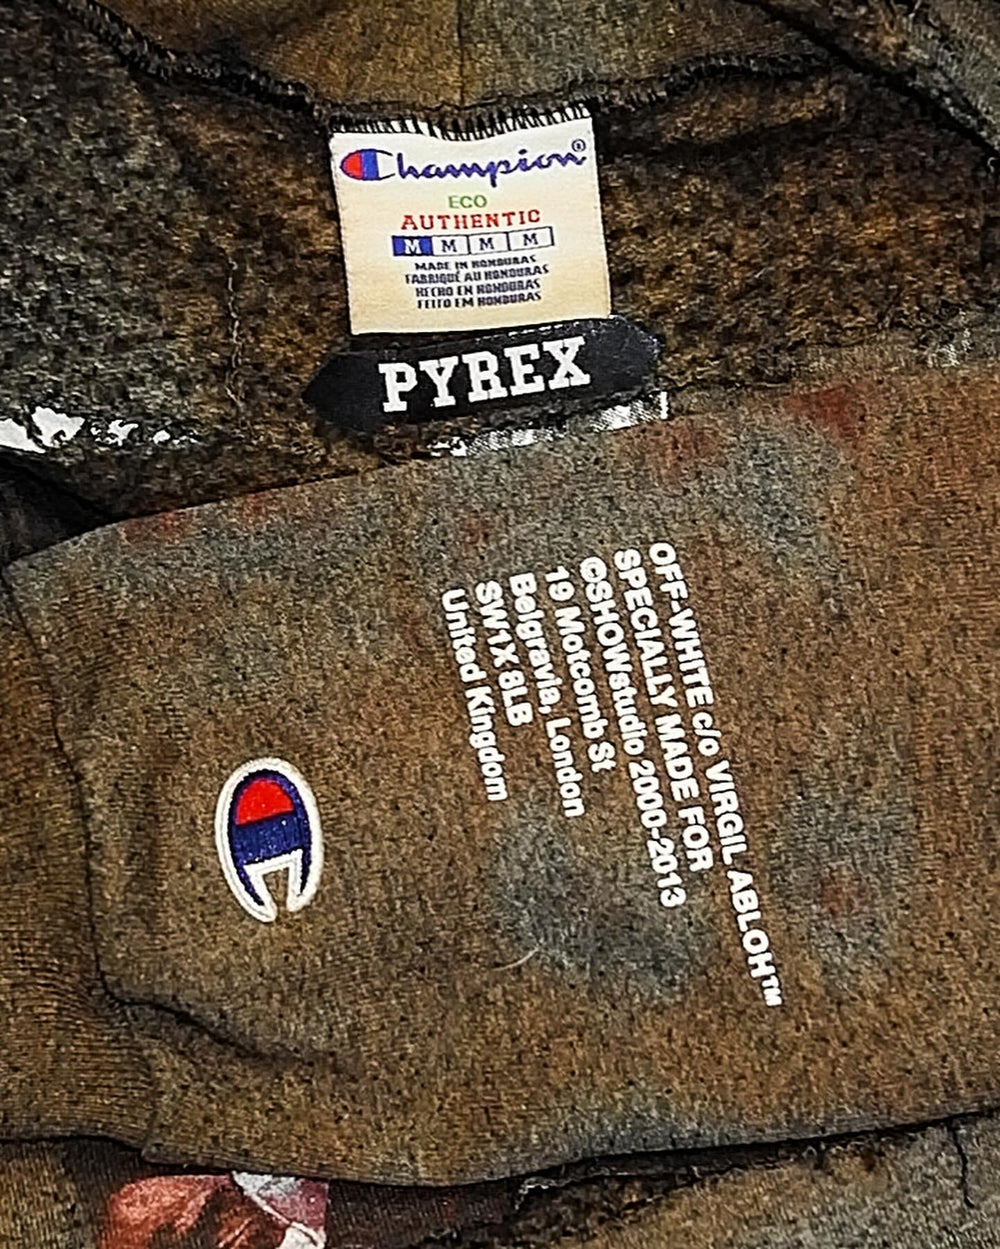 Champion®
ECO
AUTHENTIC
M M M M
MADE IN HONDURAS
FABRIQUÉ AU HONDURAS
HECHO EN HONDURAS
FEITO EM HONDURAS
PYREX
OFF-WHITE c/o VIRGIL ABLOH™
SPECIALLY MADE FOR
©SHOWstudio 2000-2013
19 Motcomb St
Belgravia, London
SW1X 8LB
United Kingdom